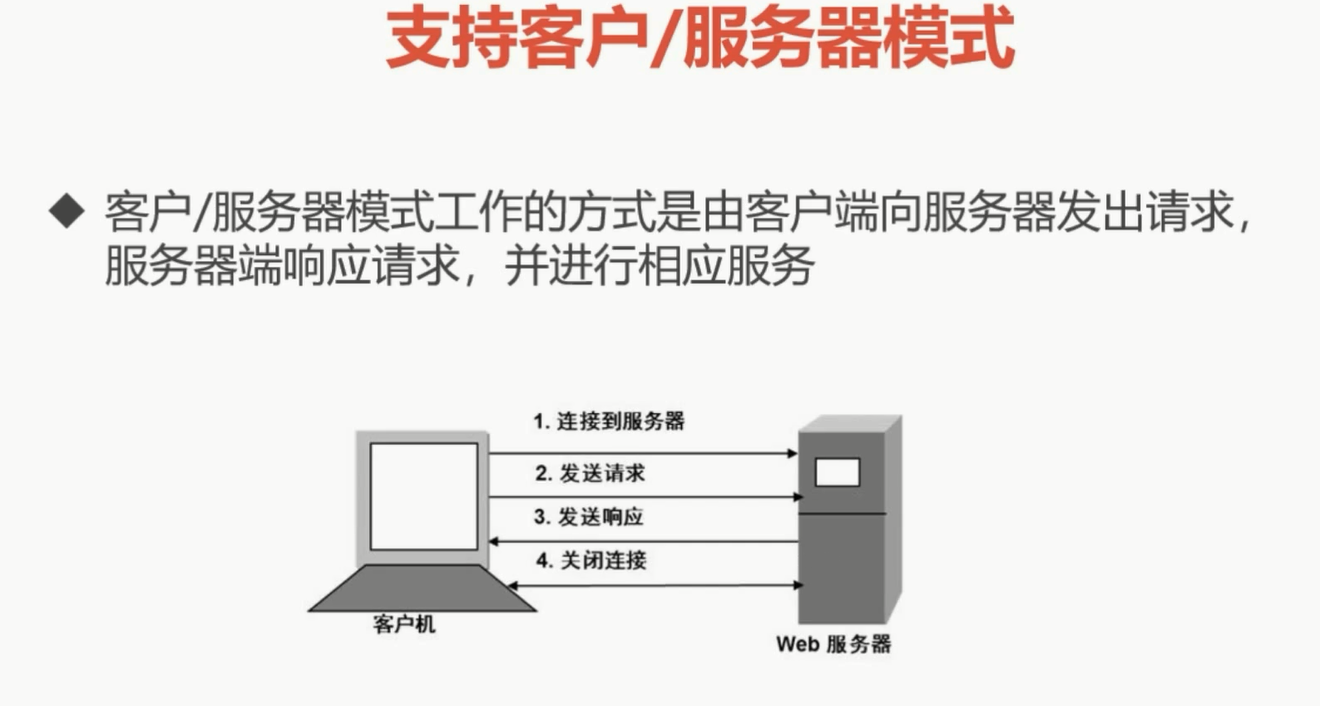 支持客户/服务器模式
◆ 客户/服务器模式工作的方式是由客户端向服务器发出请求，
服务器端响应请求，并进行相应服务
1. 连接到服务器
2. 发送请求
3. 发送响应
4. 关闭连接
客户机
Web 服务器